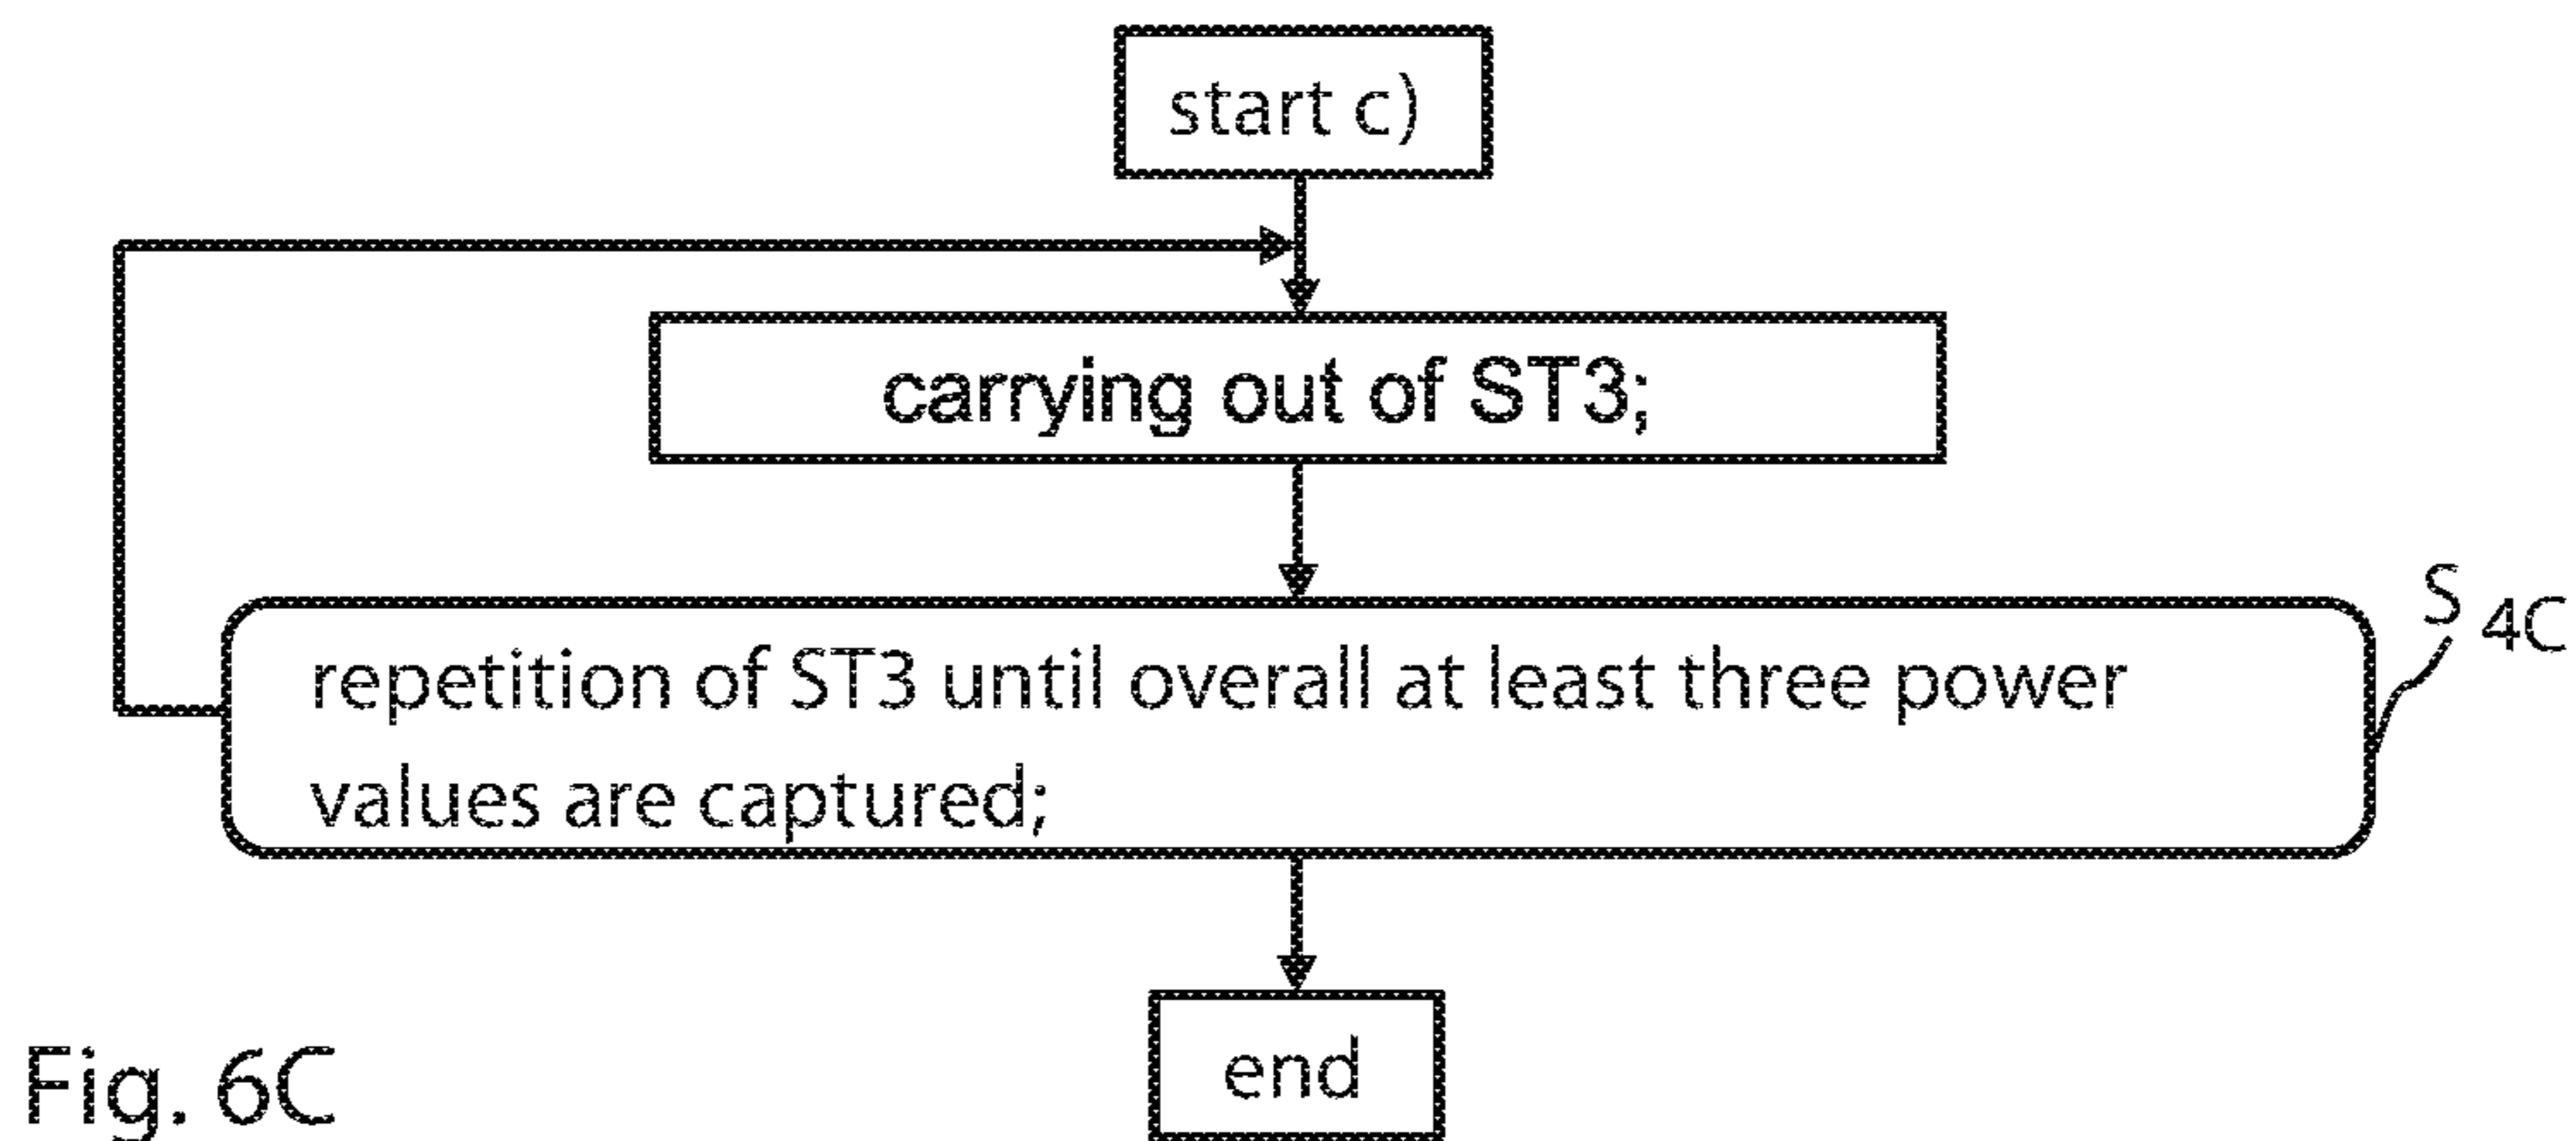 start c)
carrying out of ST3;
repetition of ST3 until overall at least three power
values are captured;
S 4C
end
Fig. 6C